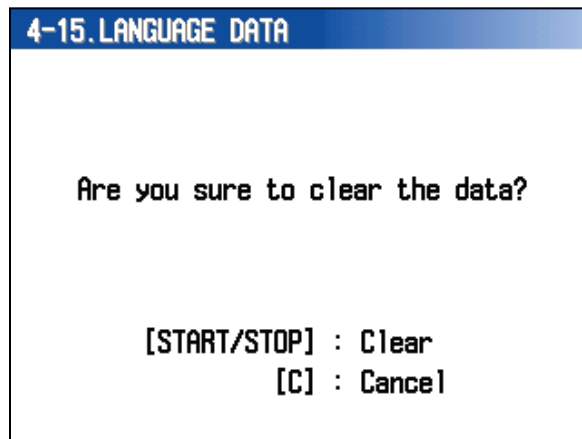 4-15.LANGUAGE DATA
Are you sure to clear the data?
[START/STOP] : Clear
[C] : Cancel